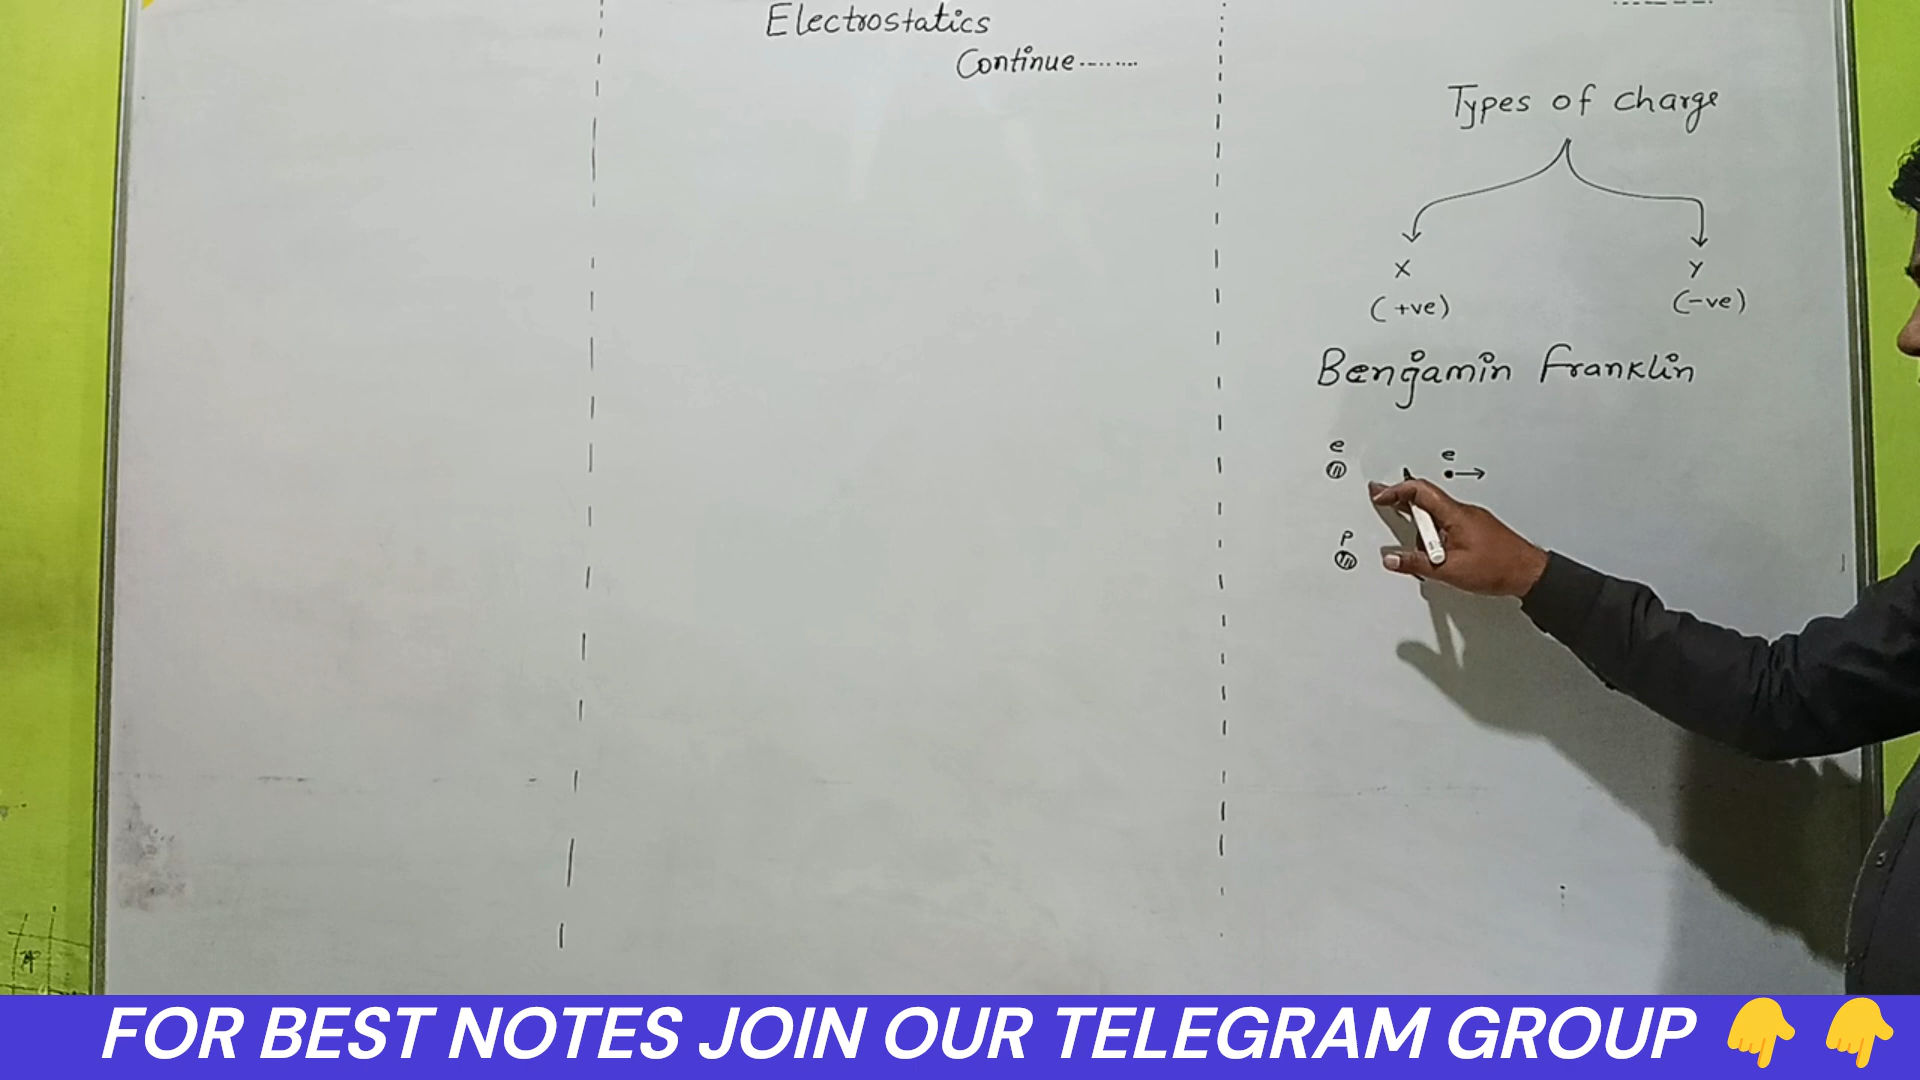 Electrostatics
Continue........
Types of charge
X
Y
(+ve)
(-ve)
Bengamin Franklin
e
e
P
FOR BEST NOTES JOIN OUR TELEGRAM GROUP 👇 👇